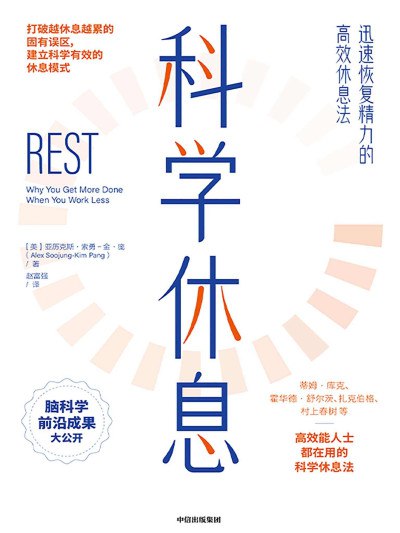 打破越休息越累的
固有误区，
建立科学有效的
休息模式
科学休息
迅速恢复精力的
高效休息法
REST
Why You Get More Done
When You Work Less
［美］亚历克斯·索勇－金·庞
（Alex Soojung-Kim Pang）
/ 著
赵富强
/ 译
脑科学
前沿成果
大公开
蒂姆·库克、
霍华德·舒尔茨、扎克伯格、
村上春树 等
高效能人士
都在用的
科学休息法
中信出版集团